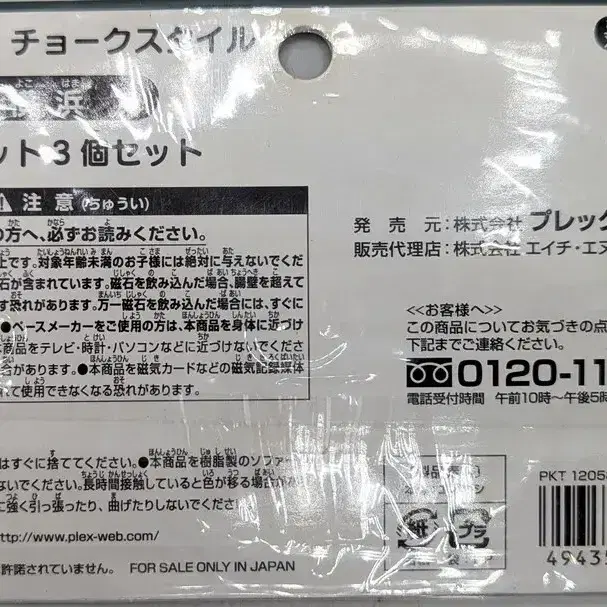 チョークスタイル
よこ はま
浜
ット3個セット
注意(ちゅうい)
の方へ、必ずお読みください。
止です。対象年齢未満のお子様には絶対に与えないでくだ
石が含まれています。磁石を飲み込んだ場合、腸壁を超えて
す恐れがあります。万一磁石を飲み込んだ場合には、すぐに
●ペースメーカーをご使用の方は、本商品を身体に近づけ
本商品をテレビ・時計・パソコンなどに近づけないでださ
合があります。●本商品を磁気カードなどの磁気記録媒体
て使用できなくなる恐れがあります。
はすぐに捨ててください。●本商品を樹脂製のソファー
ないでください。長時間接触していると色が移る場合が
に強く引っ張ったり、曲げたりしないでくださ
http://www.plex-web.com/
許諾されていません。 FOR SALE ONLY IN JAPAN
発売元:株式会社 プレック
販売代理店:株式会社 エイチ・エヌ
<<お客様へ>>
この商品についてお気づきの点
下記までご連絡ください。
0120-11
電話受付時間 午前10時～午後5時
紙 プラ
PKT 1205
4943